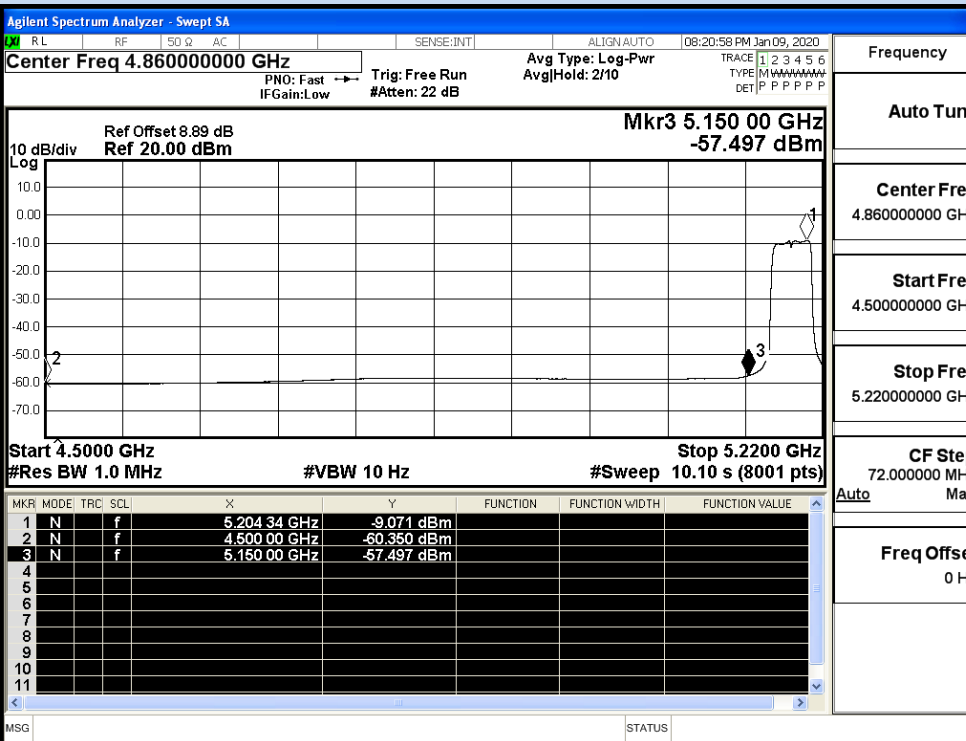 Agilent Spectrum Analyzer - Swept SA
LXI RL RF 50 Ω AC SENSE:INT ALIGN AUTO 08:20:58 PM Jan 09, 2020
Center Freq 4.860000000 GHz
PNO: Fast
IFGain:Low
Trig: Free Run
#Atten: 22 dB
Avg Type: Log-Pwr
Avg|Hold: 2/10
TRACE 1 2 3 4 5 6
TYPE M W W W W W
DET P P P P P P
Mkr3 5.150 00 GHz
-57.497 dBm
Ref Offset 8.89 dB
10 dB/div Ref 20.00 dBm
Log
10.0
0.00
-10.0
-20.0
-30.0
-40.0
-50.0
-60.0
-70.0
1
2
3
Start 4.5000 GHz Stop 5.2200 GHz
#Res BW 1.0 MHz #VBW 10 Hz #Sweep 10.10 s (8001 pts)
MKR MODE TRC SCL X Y FUNCTION FUNCTION WIDTH FUNCTION VALUE
1 N f 5.204 34 GHz -9.071 dBm
2 N f 4.500 00 GHz -60.350 dBm
3 N f 5.150 00 GHz -57.497 dBm
4
5
6
7
8
9
10
11
MSG STATUS
Frequency
Auto Tun
Center Fre
4.860000000 GH
Start Fre
4.500000000 GH
Stop Fre
5.220000000 GH
CF Ste
72.000000 MH
Auto Ma
Freq Offse
0 H